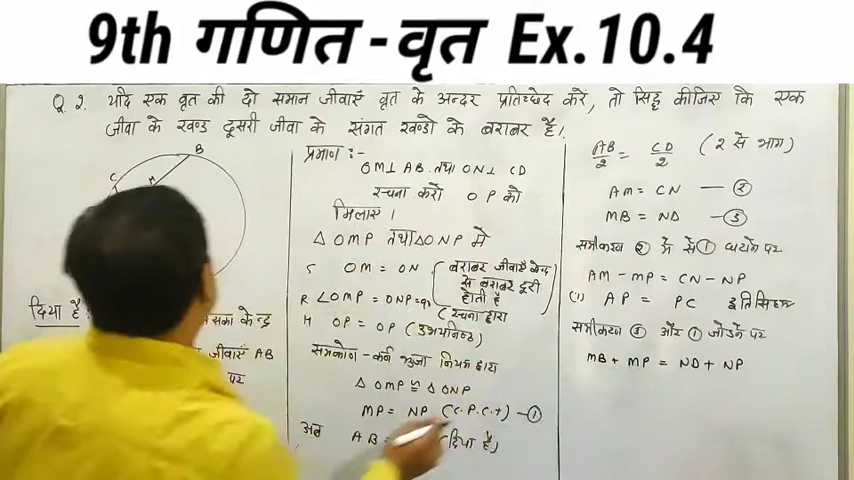 9th गणित - वृत Ex.10.4
Q.2. यदि एक वृत की दो समान जीवाएँ वृत के अन्दर प्रतिच्छेद करें, तो सिद्ध कीजिए कि एक
जीवा के खण्ड दूसरी जीवा के संगत खण्डो के बराबर है।
C
B
M
दिया है
केन्द्र
जीवाएँ AB
पर
प्रमाण :-
OM⊥ AB. तथा ON⊥ CD
रचना करो OP को
मिलाए।
△ OMP तथा △ONP मे
S OM = ON (बराबर जीवाएँ केन्द्र
से बराबर दूरी
होती है)
R ∠OMP = ONP = 90
(रचना द्वारा
H OP = OP (उभयनिष्ठ)
समकोण - कर्ण भुजा नियम द्वारा
△ OMP ≅ △ ONP
MP = NP (C.P.C.T) — ①
अब AB = (दिया है)
AB/2 = CD/2 (2 से भाग)
AM = CN — ②
MB = ND — ③
समीकरण ② मे से ① घटाने पर
AM - MP = CN - NP
(1) AP = PC इतिसिद्धम
समीकरण ③ और ① जोडने पर
MB + MP = ND + NP